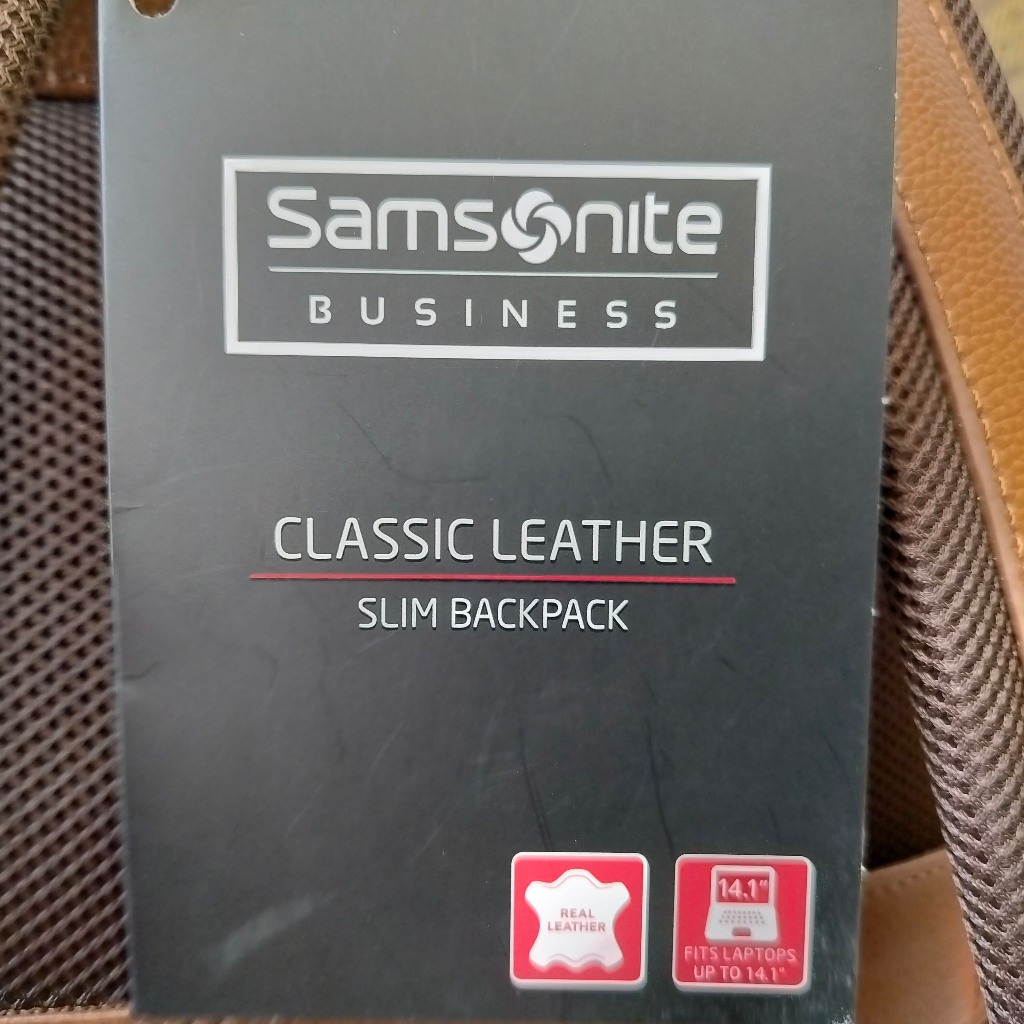 Samsonite
BUSINESS
CLASSIC LEATHER
SLIM BACKPACK
REAL
LEATHER
14.1"
FITS LAPTOPS
UP TO 14.1"